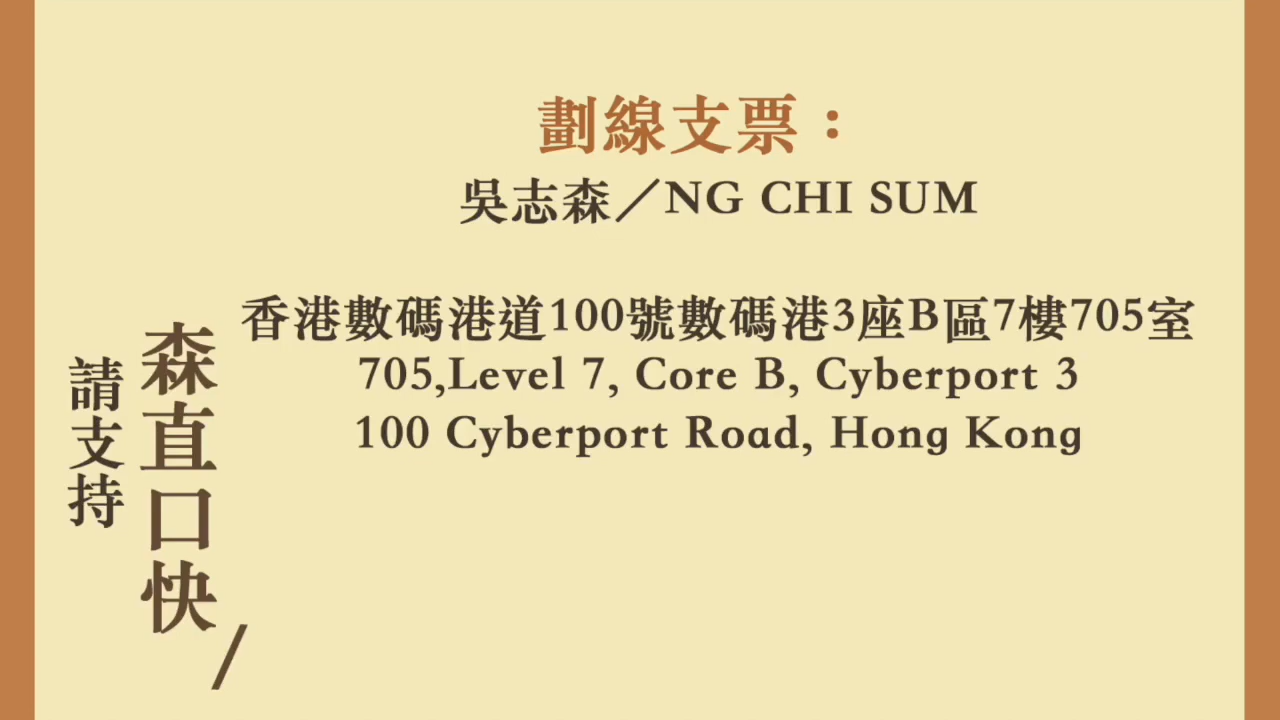 劃線支票：
吳志森／NG CHI SUM
香港數碼港道100號數碼港3座B區7樓705室
705,Level 7, Core B, Cyberport 3
100 Cyberport Road, Hong Kong
請支持
森直口快/